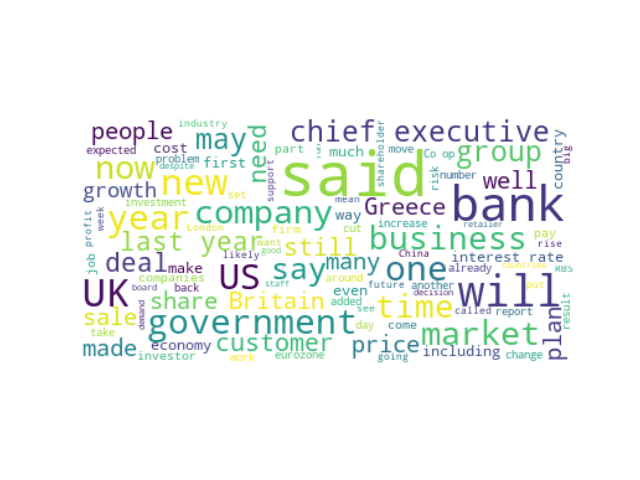 industry
people
may
need
chief executive
shareholder
country
big
expected
cost
part
much
move
Co op
group
problem
despite
first
now
new
said
risk
number
well
growth
set
support
mean
Greece
bank
investment
year
company
way
increase
retailer
week
profit
London
firm
cut
business
pay
rise
job
last year
want
still
China
interest rate
deal
make
likely
say
many
one
already
countries
RBS
companies
US
staff
around
future
another
decision
will
put
UK
board
back
even
added
time
called
report
share
Britain
see
sale
demand
government
day
come
market
plan
result
take
customer
price
made
economy
including
change
investor
work
eurozone
going